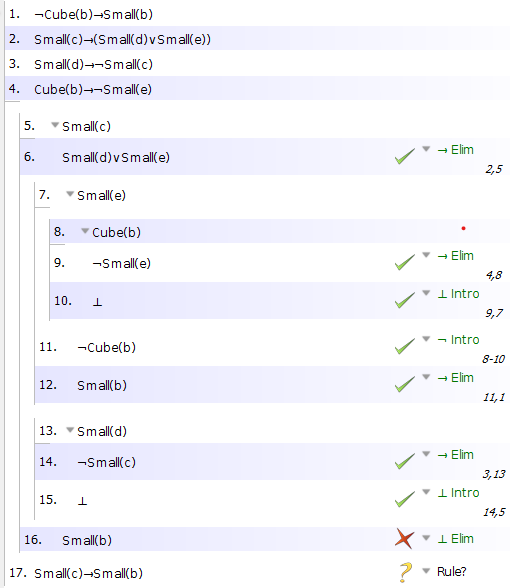 1. ¬Cube(b)→Small(b)
2. Small(c)→(Small(d)∨Small(e))
3. Small(d)→¬Small(c)
4. Cube(b)→¬Small(e)
5. Small(c)
6. Small(d)∨Small(e) → Elim
2,5
7. Small(e)
8. Cube(b)
9. ¬Small(e) → Elim
4,8
10. ⊥ ⊥ Intro
9,7
11. ¬Cube(b) ¬ Intro
8-10
12. Small(b) → Elim
11,1
13. Small(d)
14. ¬Small(c) → Elim
3,13
15. ⊥ ⊥ Intro
14,5
16. Small(b) ⊥ Elim
17. Small(c)→Small(b) Rule?